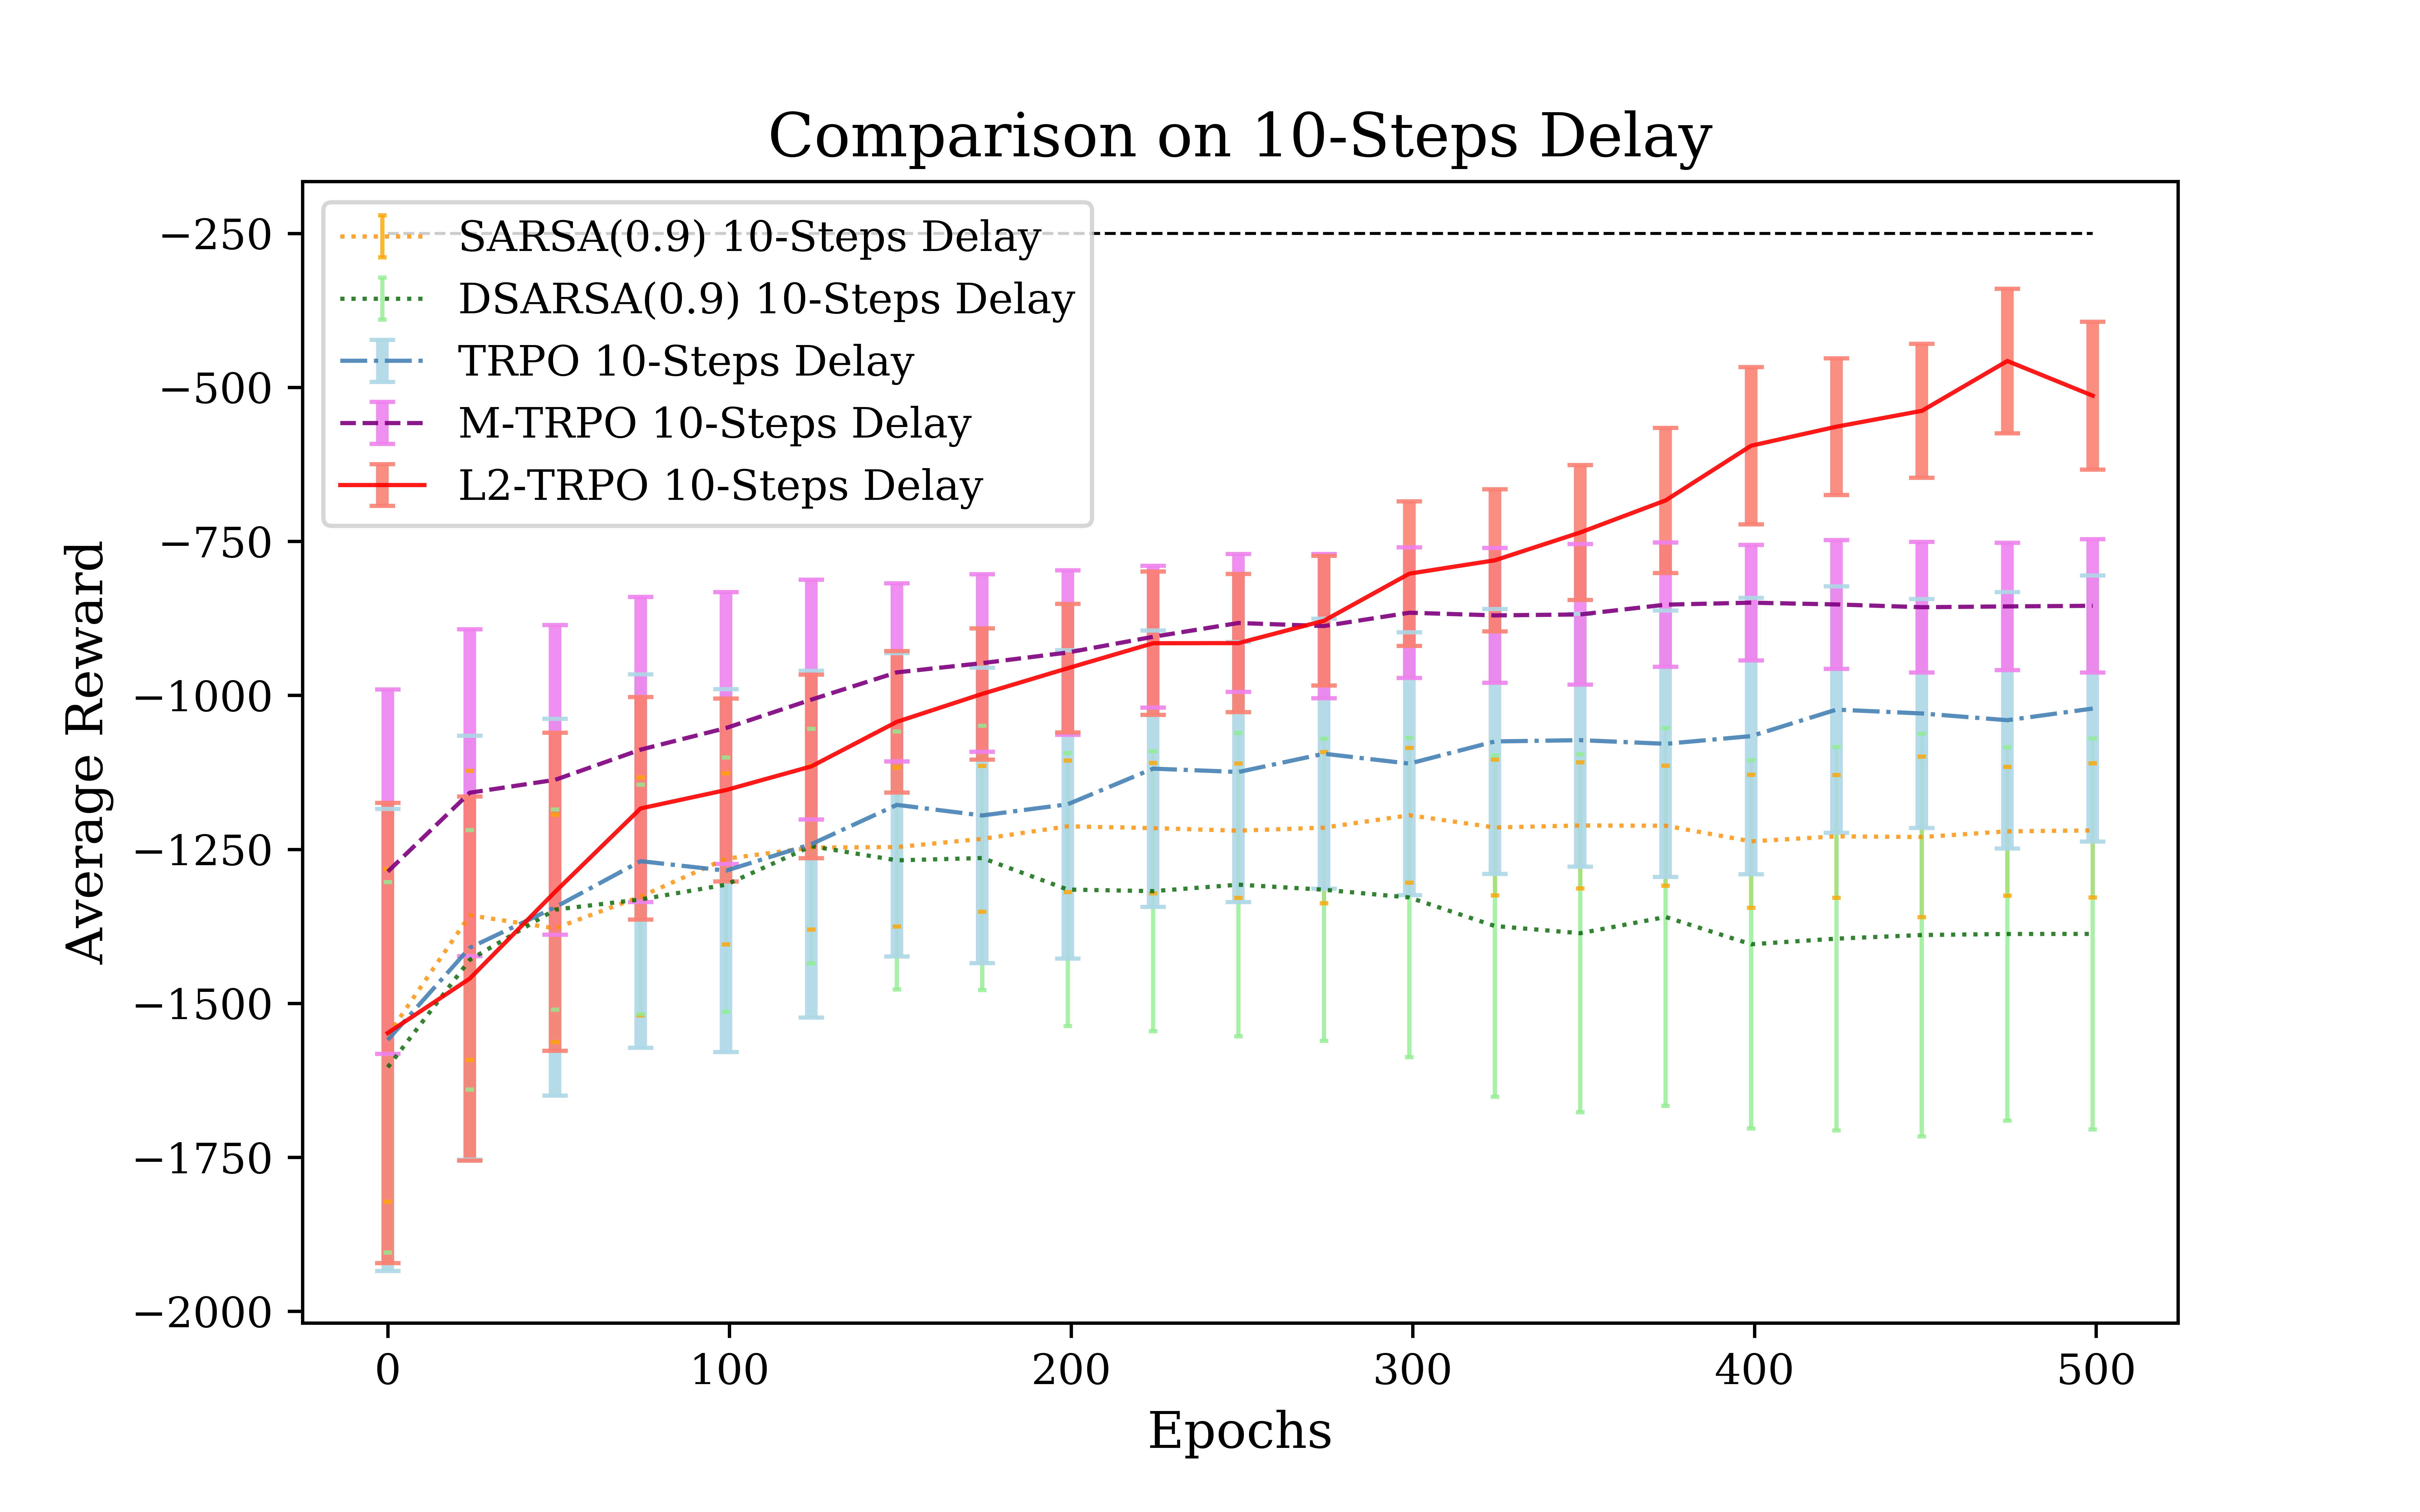 Comparison on 10-Steps Delay
−250
−500
−750
−1000
−1250
−1500
−1750
−2000
Average Reward
SARSA(0.9) 10-Steps Delay
DSARSA(0.9) 10-Steps Delay
TRPO 10-Steps Delay
M-TRPO 10-Steps Delay
L2-TRPO 10-Steps Delay
0 100 200 300 400 500
Epochs